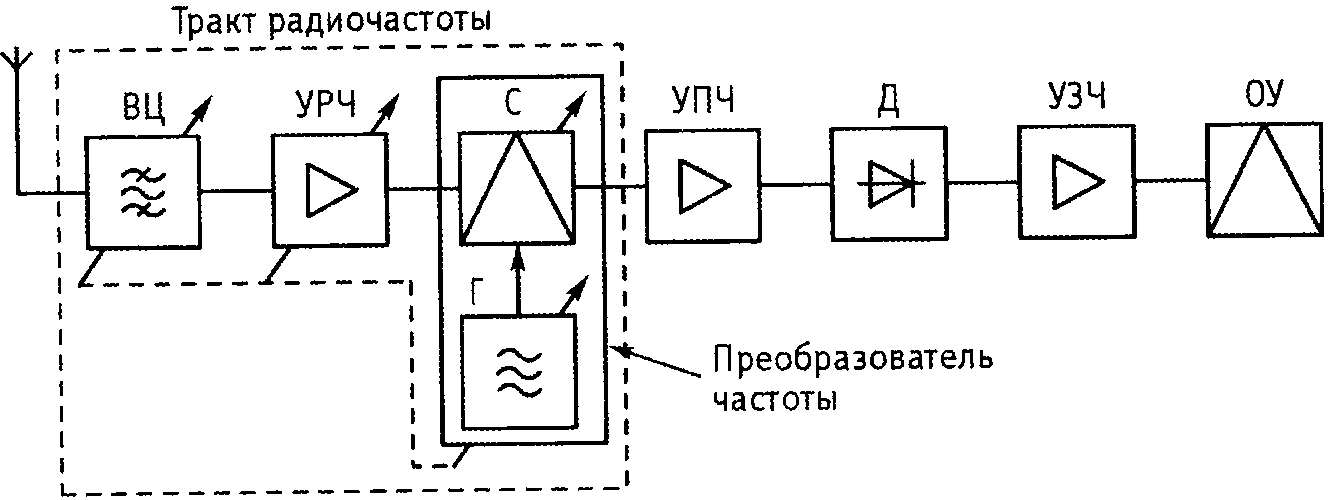 Тракт радиочастоты
ВЦ
УРЧ
С
УПЧ
Д
УЗЧ
ОУ
Г
Преобразователь
частоты